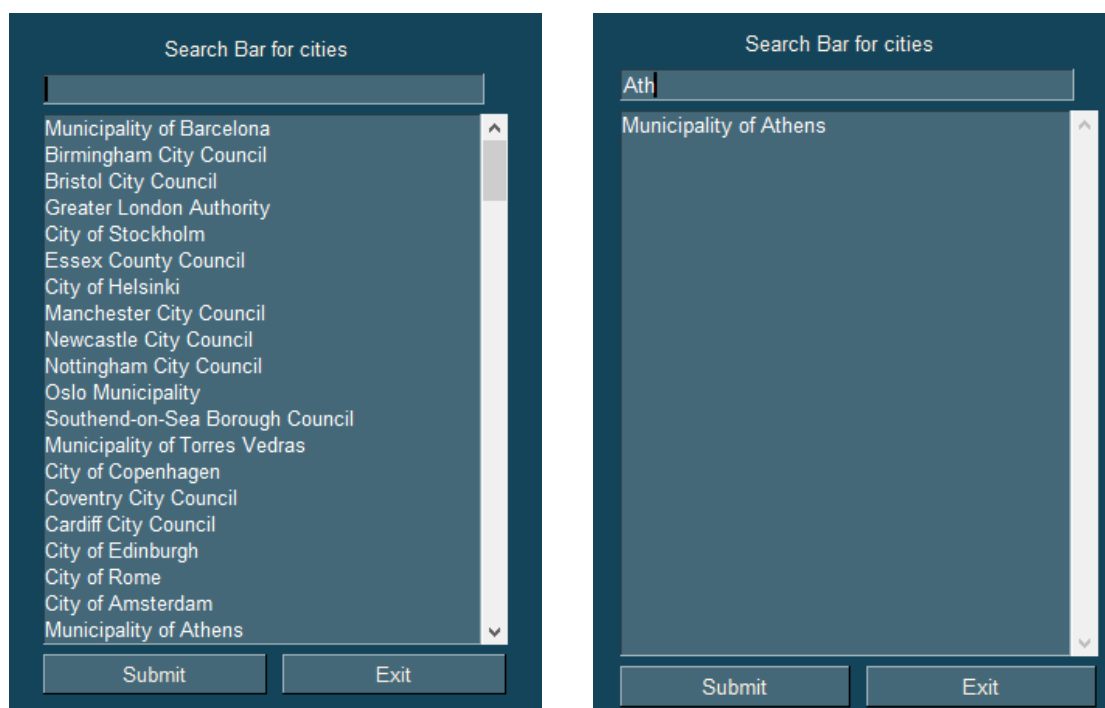 Search Bar for cities
Municipality of Barcelona
Birmingham City Council
Bristol City Council
Greater London Authority
City of Stockholm
Essex County Council
City of Helsinki
Manchester City Council
Newcastle City Council
Nottingham City Council
Oslo Municipality
Southend-on-Sea Borough Council
Municipality of Torres Vedras
City of Copenhagen
Coventry City Council
Cardiff City Council
City of Edinburgh
City of Rome
City of Amsterdam
Municipality of Athens
Submit Exit
Search Bar for cities
Ath
Municipality of Athens
Submit Exit